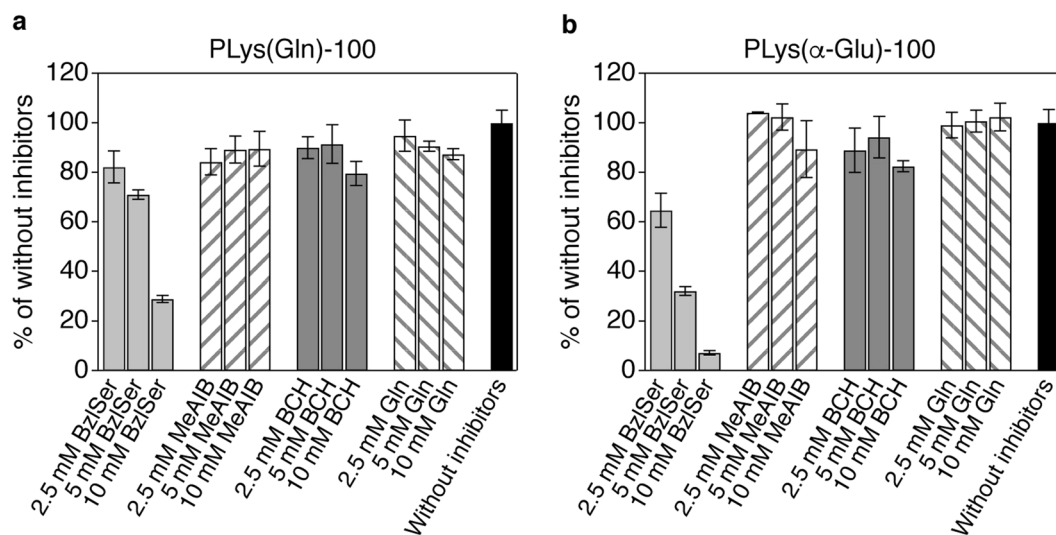 a
PLys(Gln)-100
% of without inhibitors
120
100
80
60
40
20
0
2.5 mM BzlSer
5 mM BzlSer
10 mM BzlSer
2.5 mM MeAIB
5 mM MeAIB
10 mM MeAIB
2.5 mM BCH
5 mM BCH
10 mM BCH
2.5 mM Gln
5 mM Gln
10 mM Gln
Without inhibitors
b
PLys(α-Glu)-100
% of without inhibitors
120
100
80
60
40
20
0
2.5 mM BzlSer
5 mM BzlSer
10 mM BzlSer
2.5 mM MeAIB
5 mM MeAIB
10 mM MeAIB
2.5 mM BCH
5 mM BCH
10 mM BCH
2.5 mM Gln
5 mM Gln
10 mM Gln
Without inhibitors